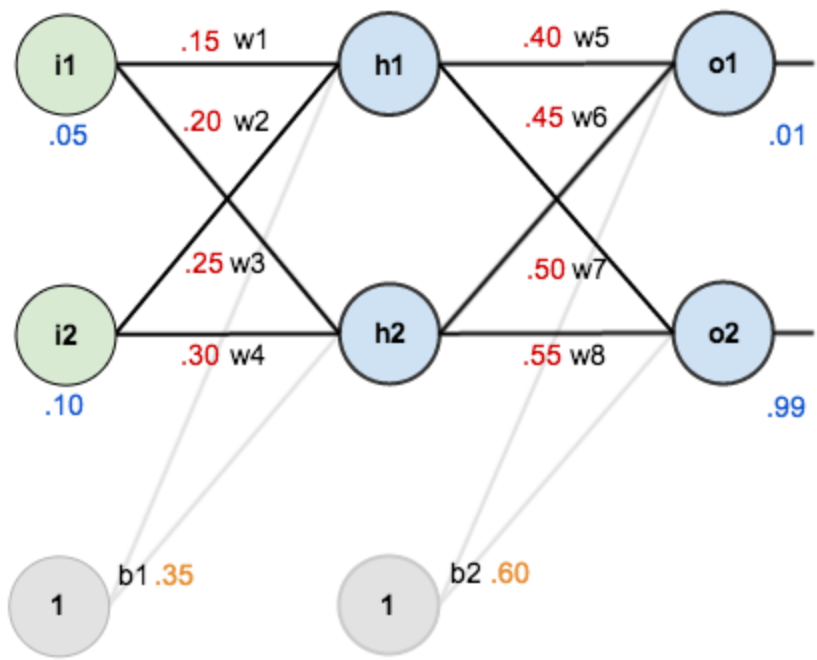 i1
.15 w1
h1
.40 w5
o1
.05
.20 w2
.45 w6
.01
.25 w3
.50 w7
i2
.30 w4
h2
.55 w8
o2
.10
.99
1
b1 .35
1
b2 .60